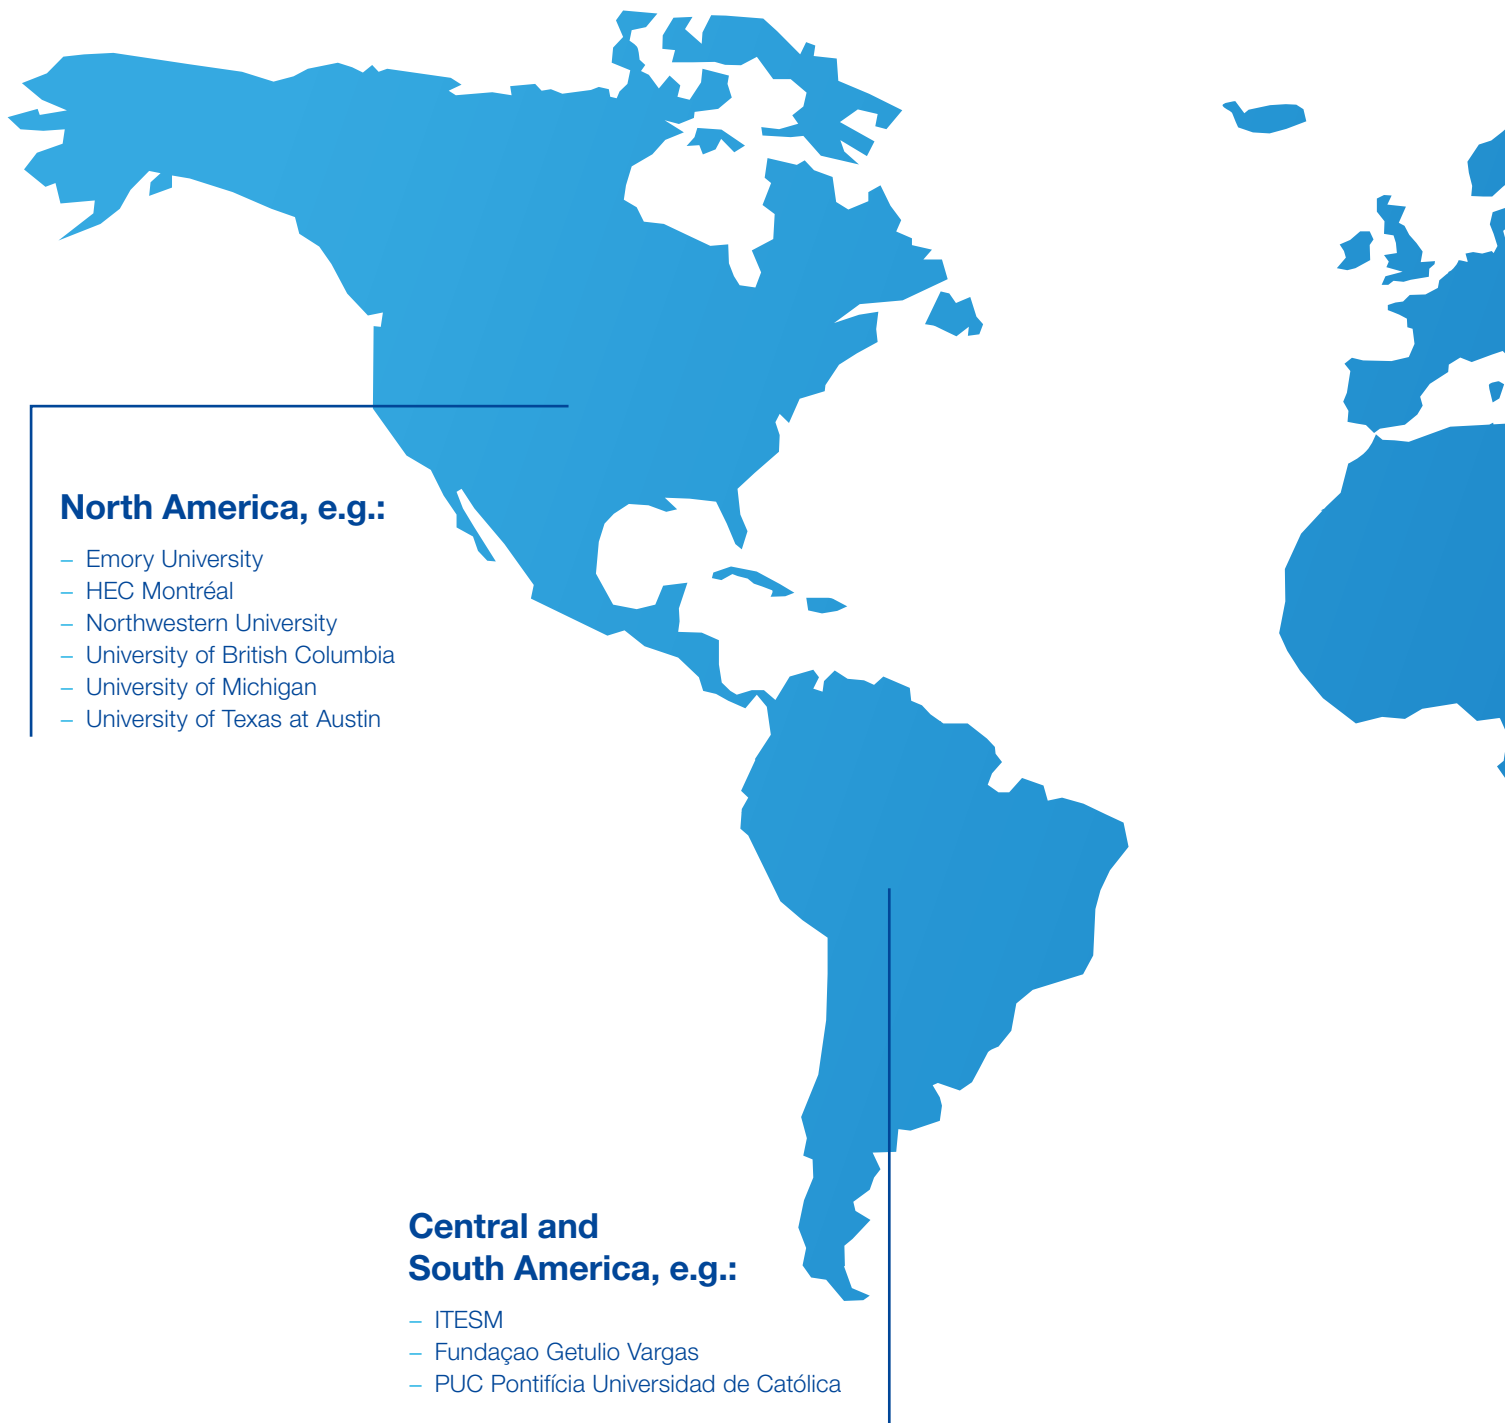 North America, e.g.:
– Emory University
– HEC Montréal
– Northwestern University
– University of British Columbia
– University of Michigan
– University of Texas at Austin
Central and
South America, e.g.:
– ITESM
– Fundaçao Getulio Vargas
– PUC Pontifícia Universidad de Católica